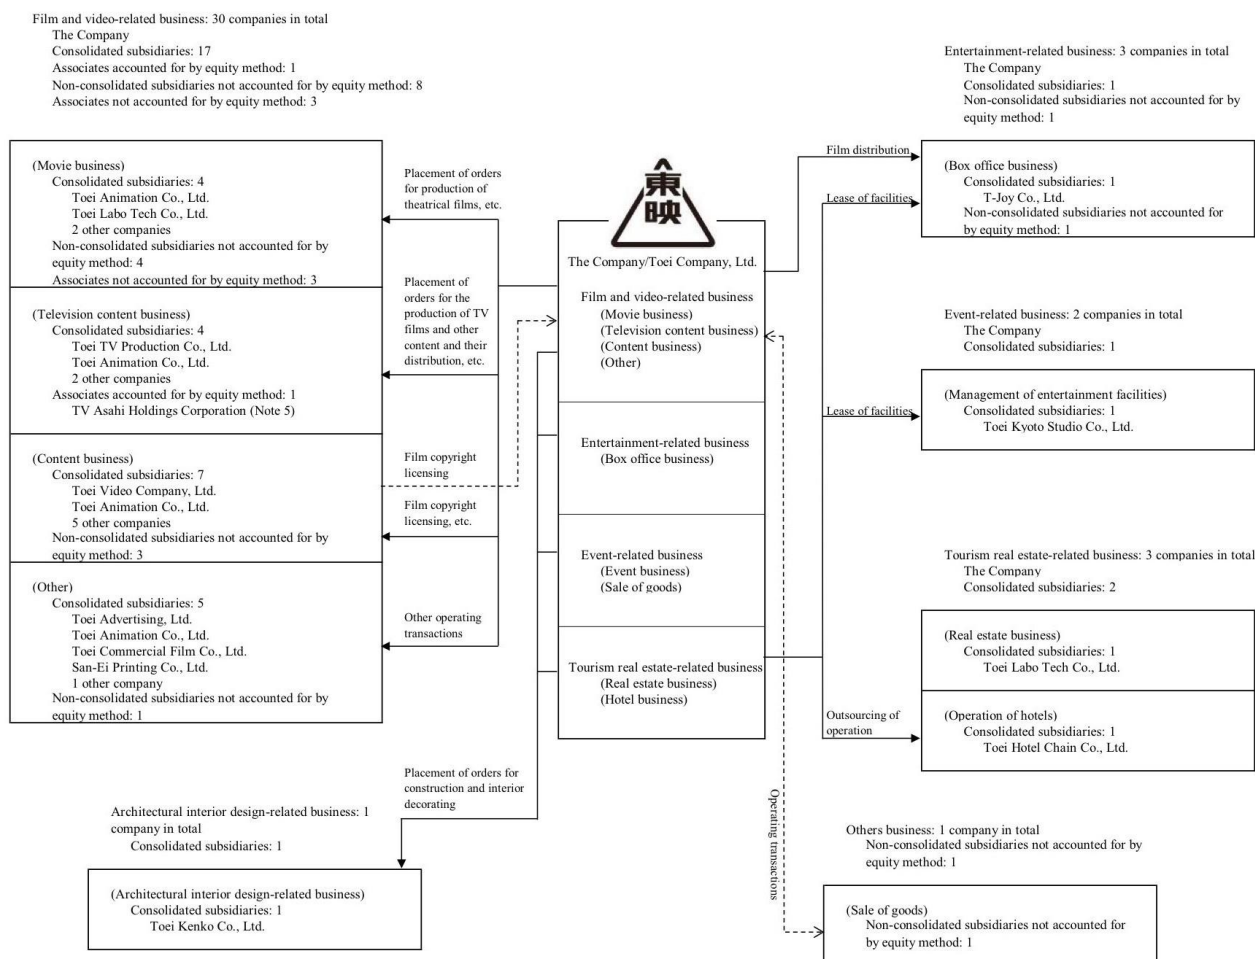 Film and video-related business: 30 companies in total
The Company
Consolidated subsidiaries: 17
Associates accounted for by equity method: 1
Non-consolidated subsidiaries not accounted for by equity method: 8
Associates not accounted for by equity method: 3
(Movie business)
Consolidated subsidiaries: 4
Toei Animation Co., Ltd.
Toei Labo Tech Co., Ltd.
2 other companies
Non-consolidated subsidiaries not accounted for by
equity method: 4
Associates not accounted for by equity method: 3
(Television content business)
Consolidated subsidiaries: 4
Toei TV Production Co., Ltd.
Toei Animation Co., Ltd.
2 other companies
Associates accounted for by equity method: 1
TV Asahi Holdings Corporation (Note 5)
(Content business)
Consolidated subsidiaries: 7
Toei Video Company, Ltd.
Toei Animation Co., Ltd.
5 other companies
Non-consolidated subsidiaries not accounted for by
equity method: 3
(Other)
Consolidated subsidiaries: 5
Toei Advertising, Ltd.
Toei Animation Co., Ltd.
Toei Commercial Film Co., Ltd.
San-Ei Printing Co., Ltd.
1 other company
Non-consolidated subsidiaries not accounted for by
equity method: 1
Placement of orders
for production of
theatrical films, etc.
Placement of
orders for the
production of TV
films and other
content and their
distribution, etc.
Film copyright
licensing
Film copyright
licensing, etc.
Other operating
transactions
Placement of orders for
construction and interior
decorating
Architectural interior design-related business: 1
company in total
Consolidated subsidiaries: 1
(Architectural interior design-related business)
Consolidated subsidiaries: 1
Toei Kenko Co., Ltd.
東
映
The Company/Toei Company, Ltd.
Film and video-related business
(Movie business)
(Television content business)
(Content business)
(Other)
Entertainment-related business
(Box office business)
Event-related business
(Event business)
(Sale of goods)
Tourism real estate-related business
(Real estate business)
(Hotel business)
Film distribution
Lease of facilities
Lease of facilities
Outsourcing of
operation
Operating transactions
Entertainment-related business: 3 companies in total
The Company
Consolidated subsidiaries: 1
Non-consolidated subsidiaries not accounted for by
equity method: 1
(Box office business)
Consolidated subsidiaries: 1
T-Joy Co., Ltd.
Non-consolidated subsidiaries not accounted for
by equity method: 1
Event-related business: 2 companies in total
The Company
Consolidated subsidiaries: 1
(Management of entertainment facilities)
Consolidated subsidiaries: 1
Toei Kyoto Studio Co., Ltd.
Tourism real estate-related business: 3 companies in total
The Company
Consolidated subsidiaries: 2
(Real estate business)
Consolidated subsidiaries: 1
Toei Labo Tech Co., Ltd.
(Operation of hotels)
Consolidated subsidiaries: 1
Toei Hotel Chain Co., Ltd.
Others business: 1 company in total
Non-consolidated subsidiaries not accounted for by
equity method: 1
(Sale of goods)
Non-consolidated subsidiaries not accounted for
by equity method: 1